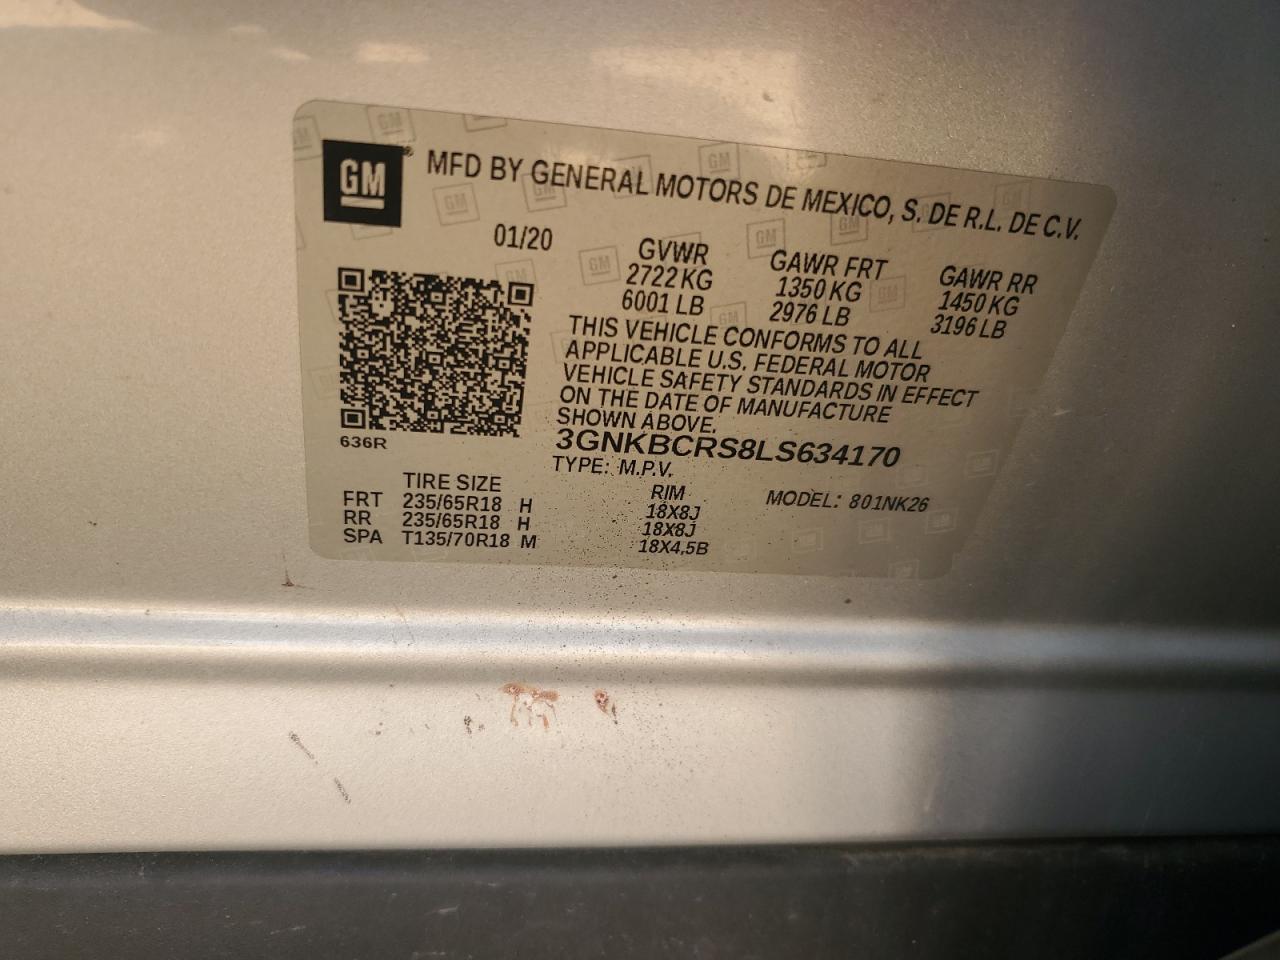 GM ® MFD BY GENERAL MOTORS DE MEXICO, S. DE R.L. DE C.V.
01/20 GVWR GAWR FRT GAWR RR
2722 KG 1350 KG 1450 KG
6001 LB 2976 LB 3196 LB
THIS VEHICLE CONFORMS TO ALL
APPLICABLE U.S. FEDERAL MOTOR
VEHICLE SAFETY STANDARDS IN EFFECT
ON THE DATE OF MANUFACTURE
SHOWN ABOVE.
636R 3GNKBCRS8LS634170
TYPE: M.P.V. MODEL: 801NK26
TIRE SIZE RIM
FRT 235/65R18 H 18X8J
RR 235/65R18 H 18X8J
SPA T135/70R18 M 18X4,5B